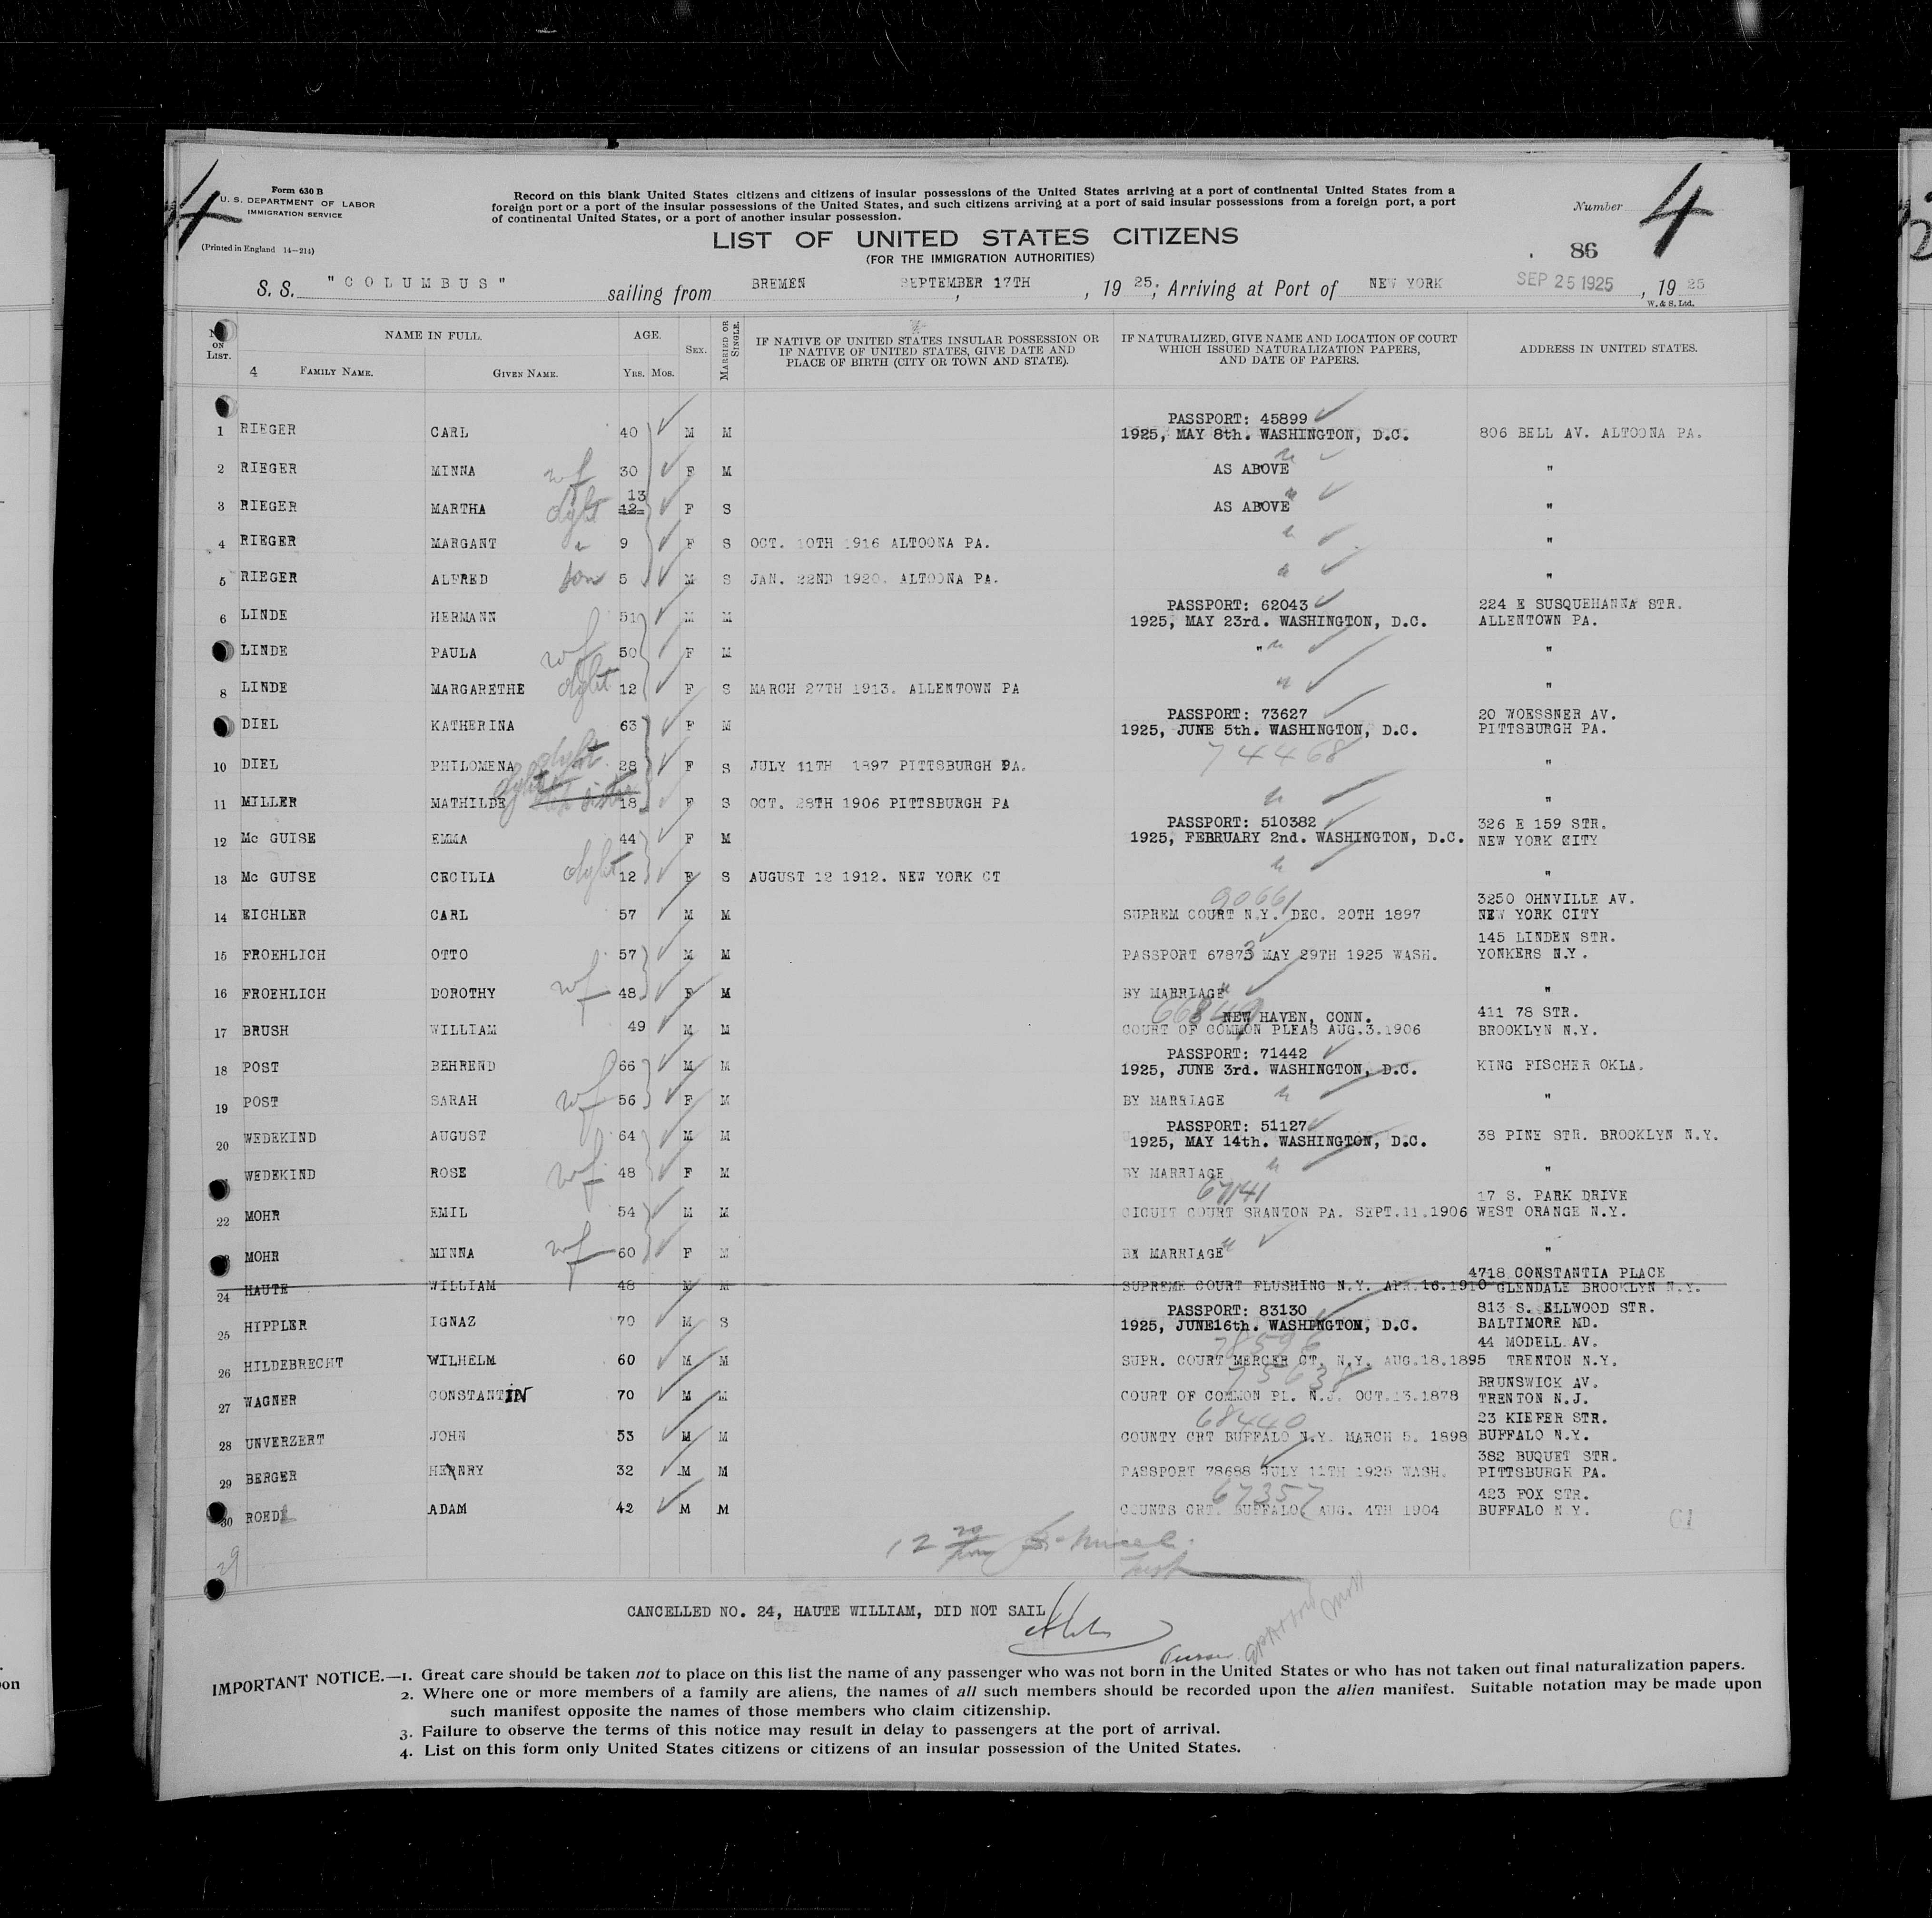 4
Form 630 B
U. S. DEPARTMENT OF LABOR
IMMIGRATION SERVICE
(Printed in England 14—214)
Record on this blank United States citizens and citizens of insular possessions of the United States arriving at a port of continental United States from a
foreign port or a port of the insular possessions of the United States, and such citizens arriving at a port of said insular possessions from a foreign port, a port
of continental United States, or a port of another insular possession.
Number 4
LIST OF UNITED STATES CITIZENS
(FOR THE IMMIGRATION AUTHORITIES)
86
S. S. "COLUMBUS" sailing from BREMEN SEPTEMBER 17TH, 1925; Arriving at Port of NEW YORK SEP 25 1925, 1925
W. & S. Ltd.
ON LIST. NAME IN FULL. AGE. SEX. MARRIED OR SINGLE. IF NATIVE OF UNITED STATES INSULAR POSSESSION OR IF NATIVE OF UNITED STATES, GIVE DATE AND PLACE OF BIRTH (CITY OR TOWN AND STATE). IF NATURALIZED, GIVE NAME AND LOCATION OF COURT WHICH ISSUED NATURALIZATION PAPERS, AND DATE OF PAPERS. ADDRESS IN UNITED STATES.
4 FAMILY NAME. GIVEN NAME. YRS. MOS.
PASSPORT: 45899
1 RIEGER CARL 40 M M 1925, MAY 8th. WASHINGTON, D.C. 806 BELL AV. ALTOONA PA.
2 RIEGER MINNA wf 30 F M AS ABOVE " "
3 RIEGER MARTHA dght 12 13 F S AS ABOVE " "
4 RIEGER MARGANT " 9 F S OCT. 10TH 1916 ALTOONA PA. " "
5 RIEGER ALFRED son 5 M S JAN. 22ND 1920. ALTOONA PA. " "
PASSPORT: 62043 224 E SUSQUEHANNA STR.
6 LINDE HERMANN 51 M M 1925, MAY 23rd. WASHINGTON, D.C. ALLENTOWN PA.
LINDE PAULA wf 50 F M " " "
8 LINDE MARGARETHE dght 12 F S MARCH 27TH 1913. ALLENTOWN PA " "
PASSPORT: 73627 20 WOESSNER AV.
DIEL KATHERINA 63 F M 1925, JUNE 5th. WASHINGTON, D.C. PITTSBURGH PA.
74468
10 DIEL PHILOMENA dght 28 F S JULY 11TH 1897 PITTSBURGH PA. "
11 MILLER MATHILDE dght 18 F S OCT. 28TH 1906 PITTSBURGH PA " "
PASSPORT: 510382 326 E 159 STR.
12 Mc GUISE EMMA 44 F M 1925, FEBRUARY 2nd. WASHINGTON, D.C. NEW YORK CITY
13 Mc GUISE CECILIA dght 12 F S AUGUST 12 1912. NEW YORK CT " "
90661 3250 OHNVILLE AV.
14 EICHLER CARL 57 M M SUPREM COURT N.Y. DEC. 20TH 1897 NEW YORK CITY
145 LINDEN STR.
15 FROEHLICH OTTO 57 M M PASSPORT 67873 MAY 29TH 1925 WASH. YONKERS N.Y.
16 FROEHLICH DOROTHY wf 48 F M BY MARRIAGE " "
66849 NEW HAVEN, CONN. 411 78 STR.
17 BRUSH WILLIAM 49 M M COURT OF COMMON PLEAS AUG.3.1906 BROOKLYN N.Y.
PASSPORT: 71442
18 POST BEHREND 66 M M 1925, JUNE 3rd. WASHINGTON, D.C. KING FISCHER OKLA.
19 POST SARAH wf 56 F M BY MARRIAGE " "
PASSPORT: 51127
20 WEDEKIND AUGUST 64 M M 1925, MAY 14th. WASHINGTON, D.C. 38 PINE STR. BROOKLYN N.Y.
WEDEKIND ROSE wf 48 F M BY MARRIAGE " "
67141 17 S. PARK DRIVE
22 MOHR EMIL 54 M M CICUIT COURT SRANTON PA. SEPT.11.1906 WEST ORANGE N.Y.
MOHR MINNA wf 60 F M BY MARRIAGE " "
4718 CONSTANTIA PLACE
24 HAUTE WILLIAM 48 M M SUPREME COURT FLUSHING N.Y. APR.16.1910 GLENDALE BROOKLYN N.Y.
PASSPORT: 83130 813 S. ELLWOOD STR.
25 HIPPLER IGNAZ 70 M S 1925, JUNE16th. WASHINGTON, D.C. BALTIMORE MD.
78596 44 MODELL AV.
26 HILDEBRECHT WILHELM 60 M M SUPR. COURT MERCER CT. N.Y. AUG.18.1895 TRENTON N.Y.
75638 BRUNSWICK AV.
27 WAGNER CONSTANTIN 70 M M COURT OF COMMON PL. N.J. OCT.13.1878 TRENTON N.J.
68440 23 KIEFER STR.
28 UNVERZERT JOHN 53 M M COUNTY CRT BUFFALO N.Y. MARCH 5. 1898 BUFFALO N.Y.
382 BUQUET STR.
29 BERGER HENRY 32 M M PASSPORT 78688 JULY 11TH 1925 WASH. PITTSBURGH PA.
67357 423 FOX STR.
30 ADAM 42 M M COUNTS CRT. BUFFALO, AUG. 4TH 1904 BUFFALO N.Y.
29
CANCELLED NO. 24, HAUTE WILLIAM, DID NOT SAIL
IMPORTANT NOTICE.—1. Great care should be taken not to place on this list the name of any passenger who was not born in the United States or who has not taken out final naturalization papers.
2. Where one or more members of a family are aliens, the names of all such members should be recorded upon the alien manifest. Suitable notation may be made upon
such manifest opposite the names of those members who claim citizenship.
3. Failure to observe the terms of this notice may result in delay to passengers at the port of arrival.
4. List on this form only United States citizens or citizens of an insular possession of the United States.